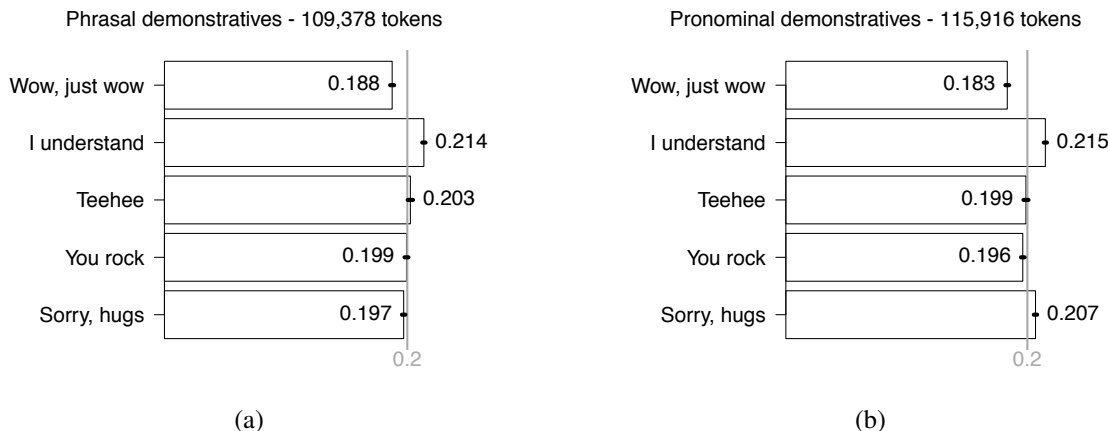 Phrasal demonstratives - 109,378 tokens
Wow, just wow 0.188
I understand 0.214
Teehee 0.203
You rock 0.199
Sorry, hugs 0.197
0.2
(a)
Pronominal demonstratives - 115,916 tokens
Wow, just wow 0.183
I understand 0.215
Teehee 0.199
You rock 0.196
Sorry, hugs 0.207
0.2
(b)